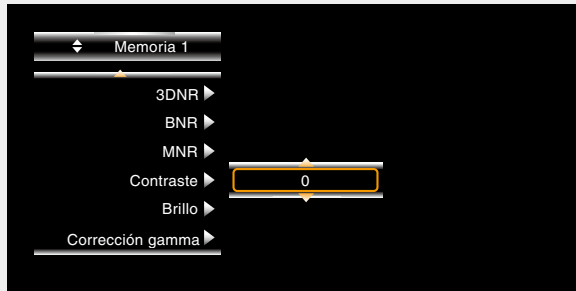 Memoria 1
3DNR
BNR
MNR
Contraste
0
Brillo
Corrección gamma